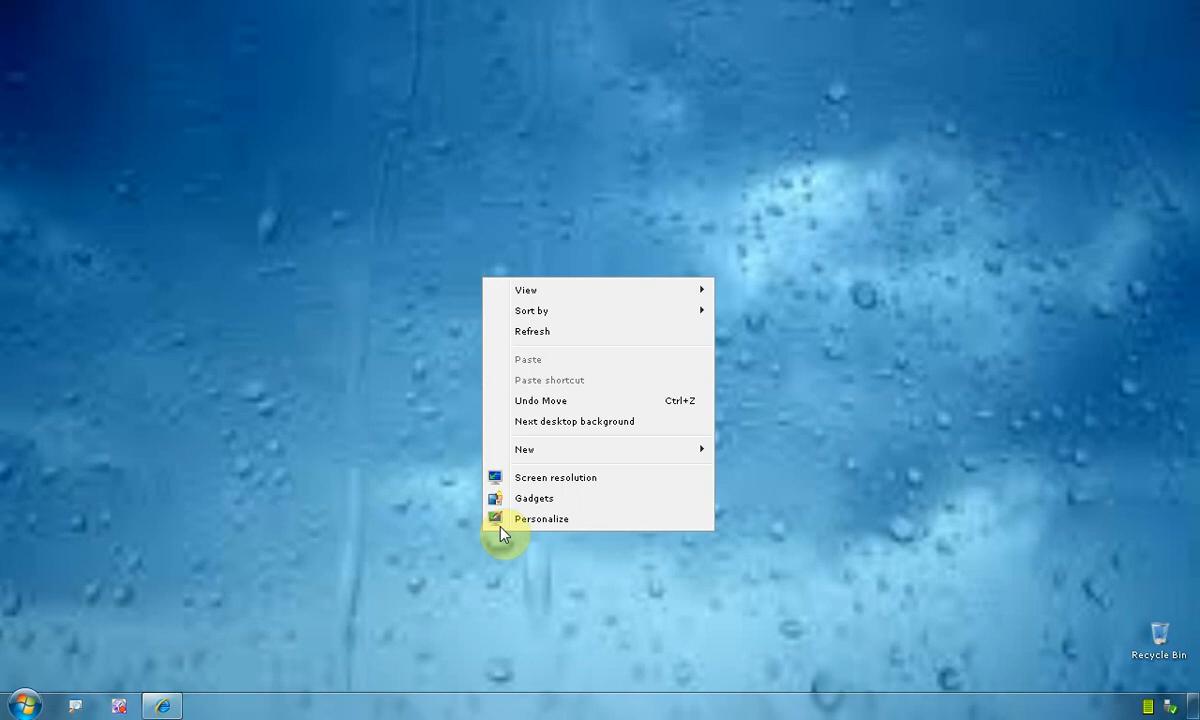 View
Sort by
Refresh
Paste
Paste shortcut
Undo Move Ctrl+Z
Next desktop background
New
Screen resolution
Gadgets
Personalize
Recycle Bin